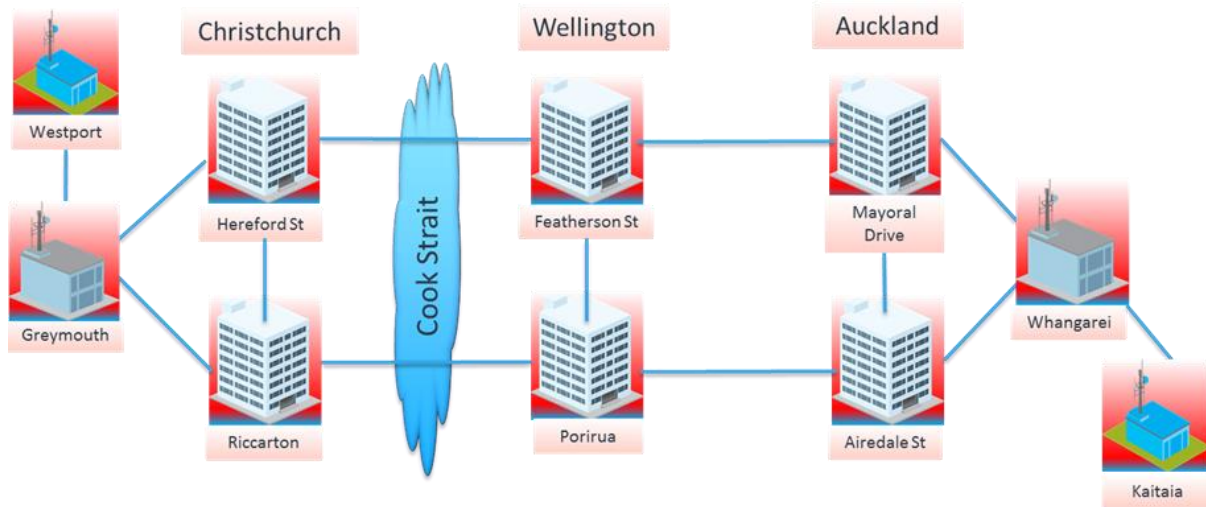 Christchurch
Wellington
Auckland
Westport
Hereford St
Featherson St
Mayoral
Drive
Cook Strait
Greymouth
Whangarei
Riccarton
Porirua
Airedale St
Kaitaia